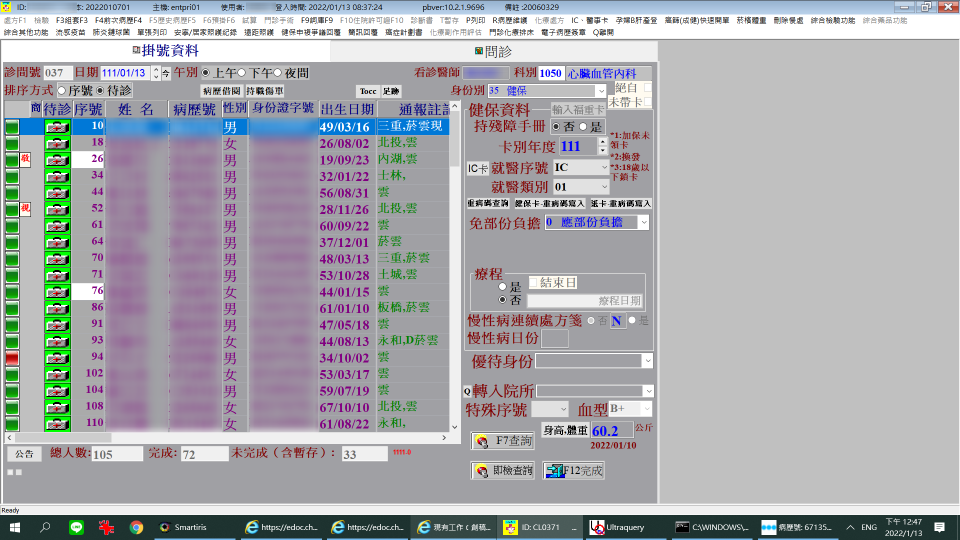 ID: 版本: 2022010701 主機: entpri01 使用者: 登入時間: 2022/01/13 08:37:24 pbver:10.2.1.9696 備註 :20060329
處方F1 檢驗 F3組套F3 F4前次病歷F4 F5歷史病歷F5 F6預掛F6 試算 門診手術 F9詞庫F9 F10住院許可證F10 診斷書 T暫存 P列印 R病歷建議 化療處方 IC、醫事卡 孕婦B肝產登 癌篩(戒健)快速開單 菸檳體重 刪除餐處 綜合檢驗功能 綜合藥品功能
綜合其他功能 流感疫苗 肺炎鏈球菌 單張列印 安寧/居家照護紀錄 遠距照護 健保申復爭議回覆 簡訊回覆 癌症計劃書 化療副作用評估 門診化療排床 電子病歷簽章 Q離開
掛號資料 問診
診間號 037 日期 111/01/13 今 午別 上午 下午 夜間 看診醫師 科別 1050 心臟血管內科
排序方式 序號 待診 病歷借閱 持職傷單 Tocc 足跡 身份別 35 健保 絕自
未帶卡
商 待診 序號 姓 名 病歷號 性別 身份證字號 出生日期 通報註記
10 男 49/03/16 三重,菸雲現
18 女 26/08/02 北投,雲
敬 26 男 19/09/23 內湖,雲
34 男 32/01/22 士林,
44 男 56/08/31 雲
視 52 男 28/11/26 北投,雲
61 男 60/09/22 雲
64 男 37/12/01 菸雲
70 男 48/03/13 三重,菸雲
71 男 53/10/28 土城,雲
76 女 44/01/15 雲
86 男 61/01/10 板橋,菸雲
91 男 47/05/18 雲
93 女 44/08/13 永和,D菸雲
94 男 34/10/02 雲
102 女 53/03/17 雲
104 男 59/07/19 雲
108 女 67/10/10 北投,雲
110 女 61/08/22 永和,
公告 總人數: 105 完成: 72 未完成（含暫存）: 33 1111-0
健保資料 輸入福重卡
持殘障手冊 否 是
卡別年度 111
*1:加保未領卡
*2:換發
*3:18歲以下鎖卡
IC卡 就醫序號 IC
就醫類別 01
重病碼查詢 健保卡-重病碼寫入 紙卡-重病碼寫入
免部份負擔 0 應部份負擔
療程 是 結束日
否 療程日期
慢性病連續處方箋 否 N 是
慢性病日份
優待身份
Q 轉入院所
特殊序號 血型 B+
F7查詢 身高.體重 60.2 公斤
2022/01/10
即檢查詢 F12完成
Ready
Smartiris https://edoc.ch... https://edoc.ch... 現有工作 ( 創稿... ID: CL0371 ... Ultraquery C:\WINDOWS\... 病歷號: 67135... ENG 下午 12:47
2022/1/13